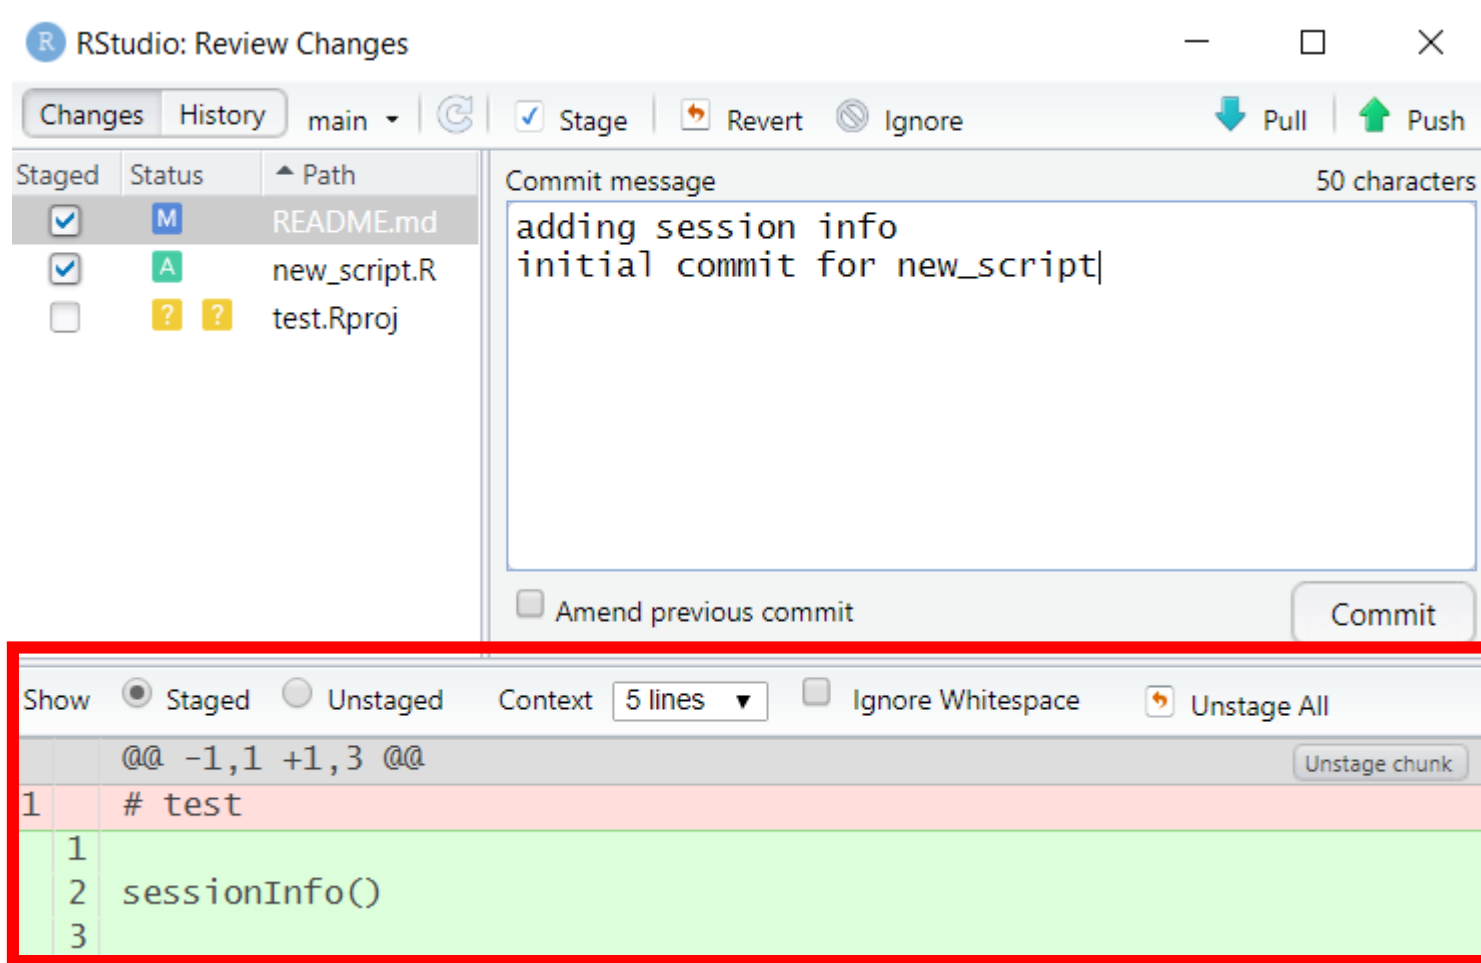 R RStudio: Review Changes
Changes History main Stage Revert Ignore Pull Push
Staged Status Path
M README.md
A new_script.R
? ? test.Rproj
Commit message 50 characters
adding session info
initial commit for new_script
Amend previous commit Commit
Show Staged Unstaged Context 5 lines Ignore Whitespace Unstage All
@@ -1,1 +1,3 @@ Unstage chunk
1 # test
1
2 sessionInfo()
3